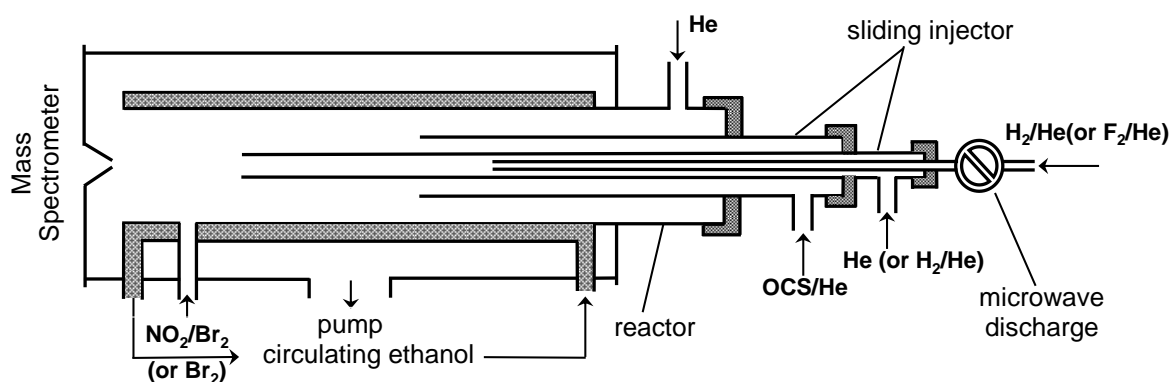 He
sliding injector
H₂/He(or F₂/He)
Mass
Spectrometer
He (or H₂/He)
OCS/He
microwave
discharge
reactor
NO₂/Br₂
(or Br₂)
pump
circulating ethanol